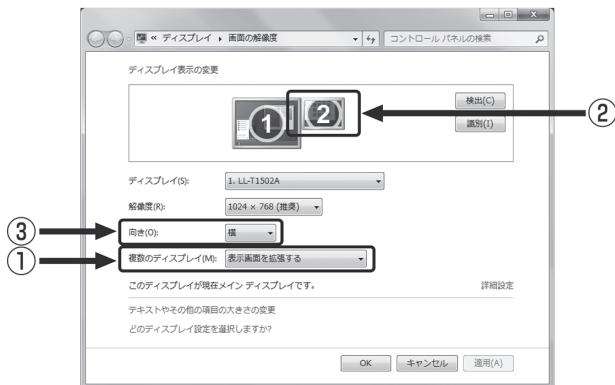 « ディスプレイ ▸ 画面の解像度
コントロール パネルの検索
ディスプレイ表示の変更
1
2
検出(C)
識別(I)
②
ディスプレイ(S): 1. LL-T1502A
解像度(R): 1024 × 768 (推奨)
③
向き(O): 横
①
複数のディスプレイ(M): 表示画面を拡張する
このディスプレイが現在メイン ディスプレイです。
詳細設定
テキストやその他の項目の大きさの変更
どのディスプレイ設定を選択しますか?
OK キャンセル 適用(A)